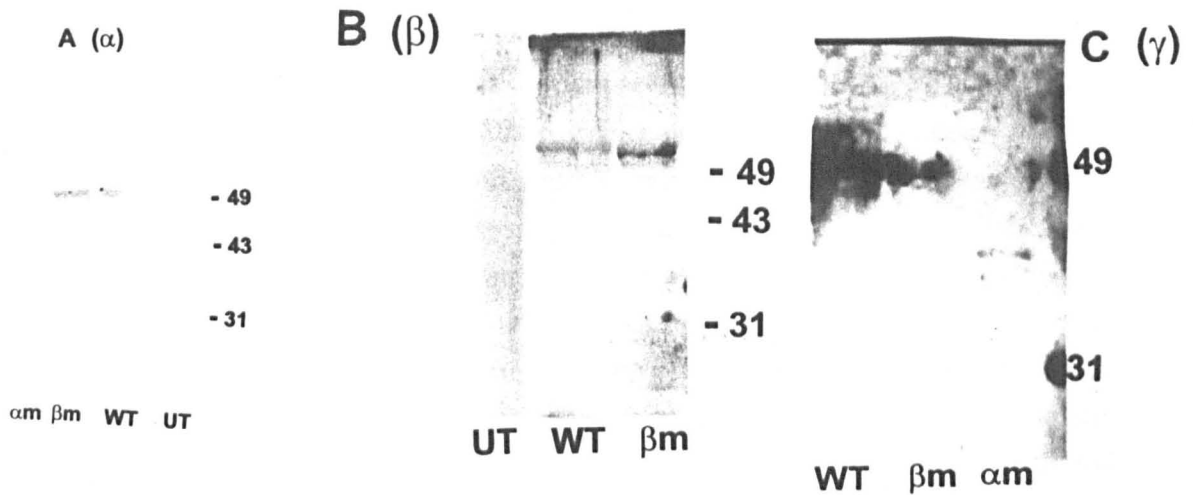 A (α)
- 49
- 43
- 31
αm βm WT UT
B (β)
- 49
- 43
- 31
UT WT βm
C (γ)
49
31
WT βm αm